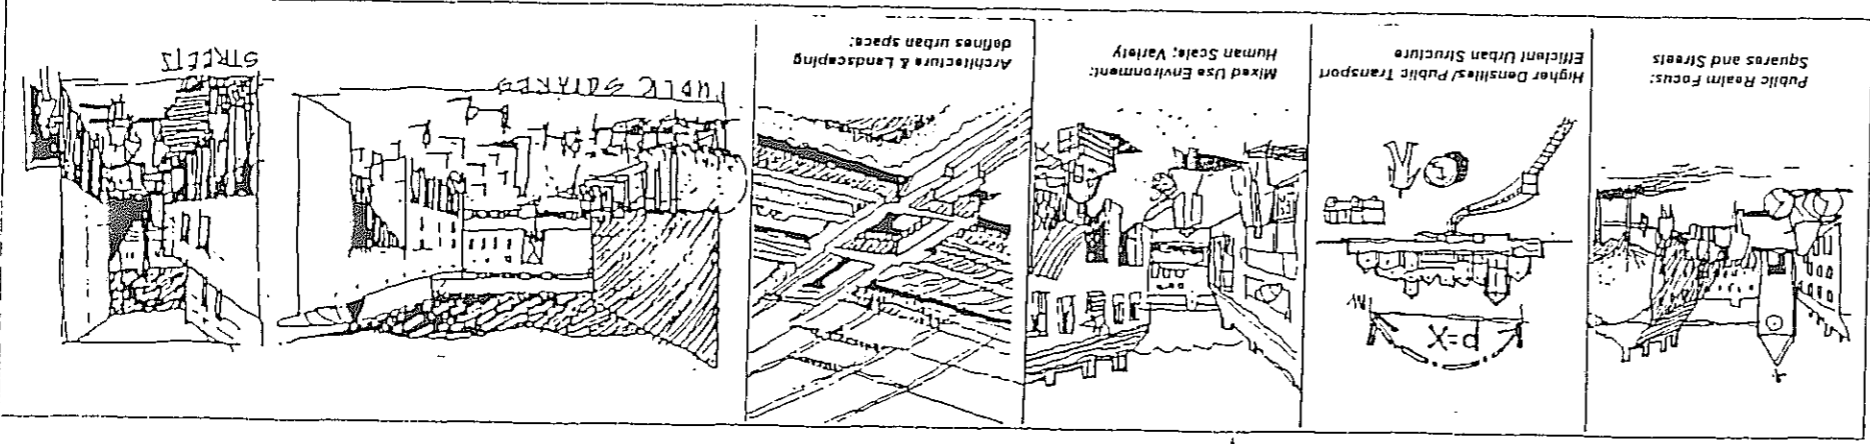 Public Realm Focus:
Squares and Streets
Higher Densities/ Public Transport
Efficient Urban Structure
P=X
Mixed Use Environment:
Human Scale; Variety
Architecture & Landscaping
defines urban space:
PUBLIC SQUARES
STREETS